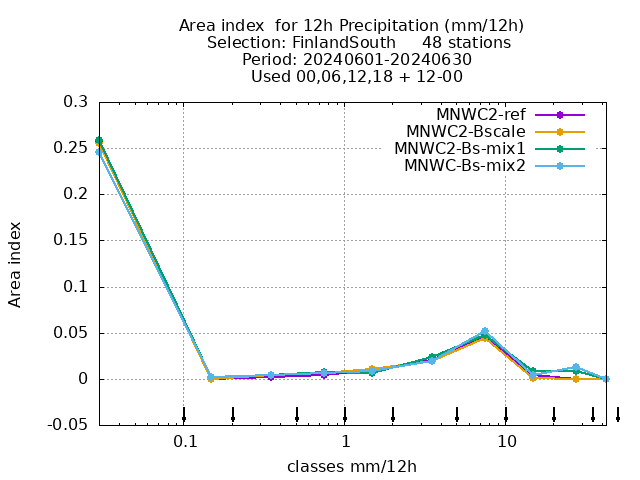 Area index  for 12h Precipitation (mm/12h)
Selection: FinlandSouth     48 stations
Period: 20240601-20240630
Used 00,06,12,18 + 12-00
MNWC2-ref
MNWC2-Bscale
MNWC2-Bs-mix1
MNWC-Bs-mix2
0.3
0.25
0.2
0.15
0.1
0.05
0
-0.05
Area index
0.1 1 10
classes mm/12h